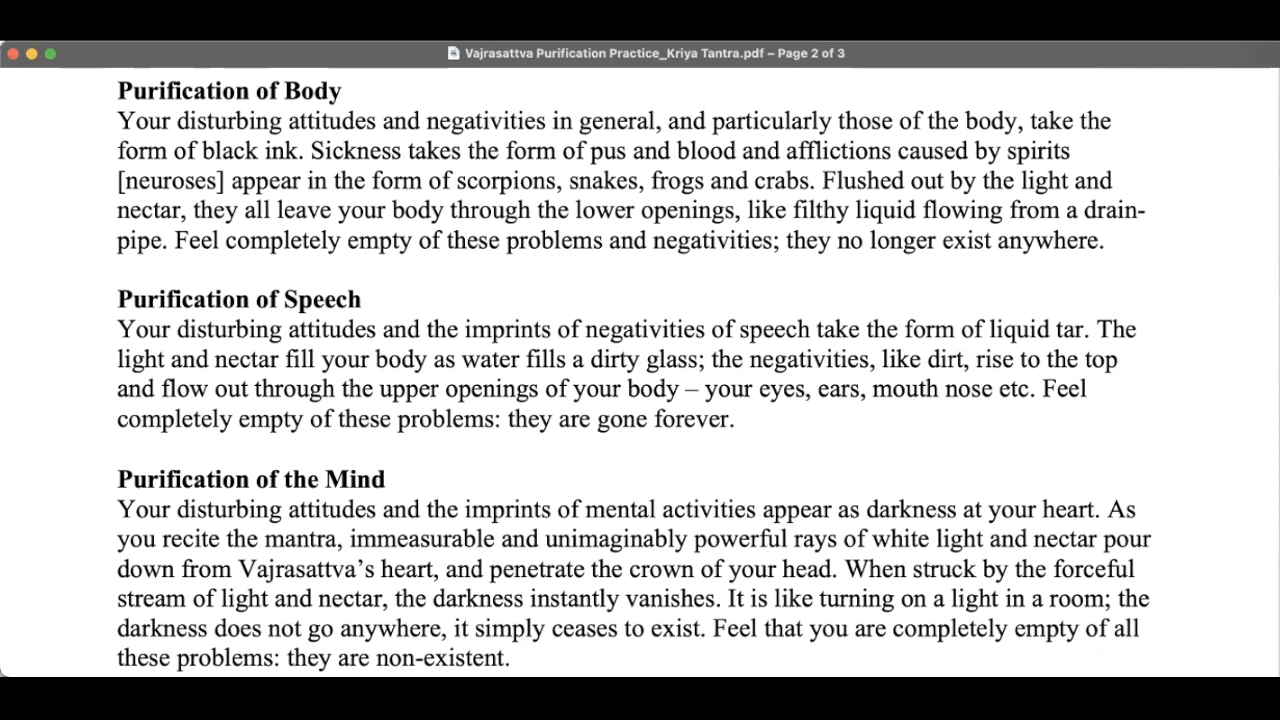 Vajrasattva Purification Practice_Kriya Tantra.pdf – Page 2 of 3
Purification of Body
Your disturbing attitudes and negativities in general, and particularly those of the body, take the
form of black ink. Sickness takes the form of pus and blood and afflictions caused by spirits
[neuroses] appear in the form of scorpions, snakes, frogs and crabs. Flushed out by the light and
nectar, they all leave your body through the lower openings, like filthy liquid flowing from a drain-
pipe. Feel completely empty of these problems and negativities; they no longer exist anywhere.
Purification of Speech
Your disturbing attitudes and the imprints of negativities of speech take the form of liquid tar. The
light and nectar fill your body as water fills a dirty glass; the negativities, like dirt, rise to the top
and flow out through the upper openings of your body – your eyes, ears, mouth nose etc. Feel
completely empty of these problems: they are gone forever.
Purification of the Mind
Your disturbing attitudes and the imprints of mental activities appear as darkness at your heart. As
you recite the mantra, immeasurable and unimaginably powerful rays of white light and nectar pour
down from Vajrasattva’s heart, and penetrate the crown of your head. When struck by the forceful
stream of light and nectar, the darkness instantly vanishes. It is like turning on a light in a room; the
darkness does not go anywhere, it simply ceases to exist. Feel that you are completely empty of all
these problems: they are non-existent.